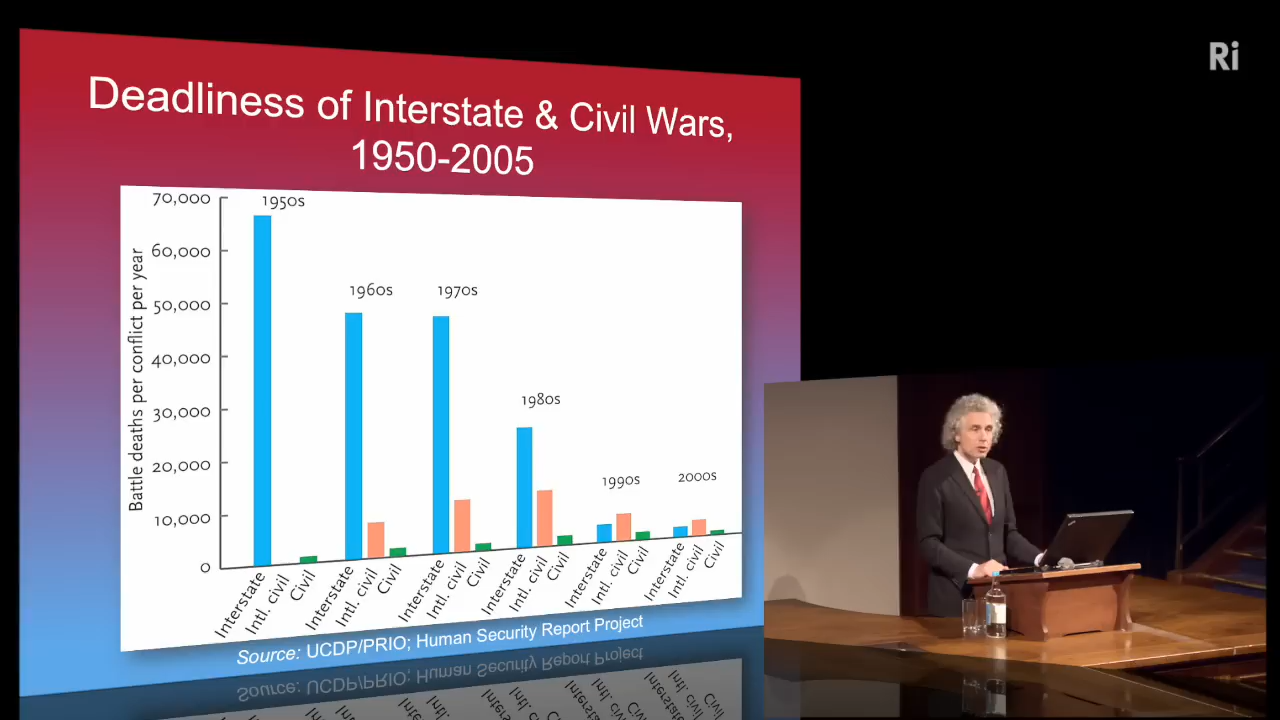 Ri
Deadliness of Interstate & Civil Wars,
1950-2005
Battle deaths per conflict per year
70,000
60,000
50,000
40,000
30,000
20,000
10,000
0
1950s
1960s
1970s
1980s
1990s
2000s
Interstate
Intl. civil
Civil
Interstate
Intl. civil
Civil
Interstate
Intl. civil
Civil
Interstate
Intl. civil
Civil
Interstate
Intl. civil
Civil
Interstate
Intl. civil
Civil
Source: UCDP/PRIO; Human Security Report Project